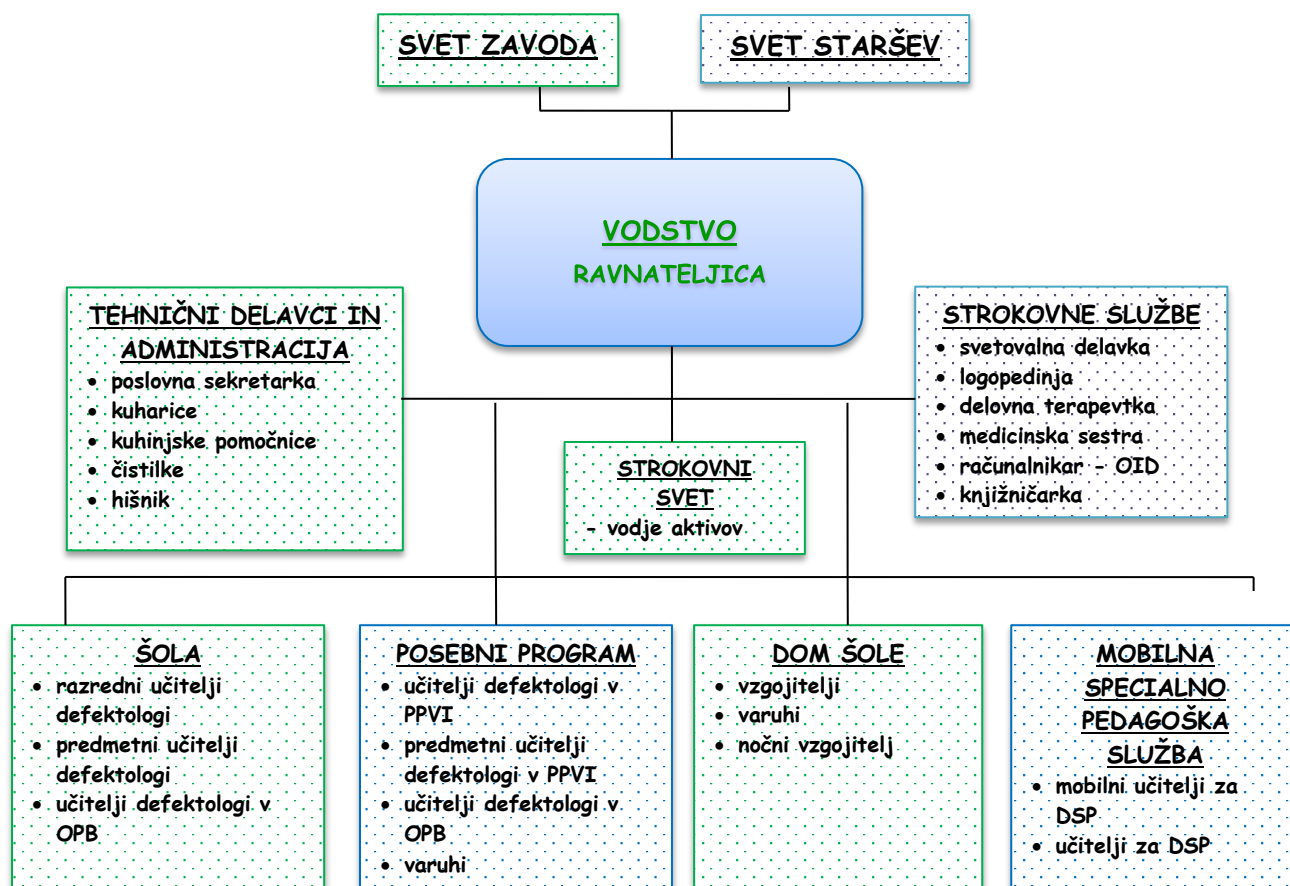 SVET ZAVODA
SVET STARŠEV
VODSTVO
RAVNATELJICA
TEHNIČNI DELAVCI IN
ADMINISTRACIJA
• poslovna sekretarka
• kuharice
• kuhinjske pomočnice
• čistilke
• hišnik
STROKOVNI
SVET
- vodje aktivov
STROKOVNE SLUŽBE
• svetovalna delavka
• logopedinja
• delovna terapevtka
• medicinska sestra
• računalnikar - OID
• knjižničarka
ŠOLA
• razredni učitelji
defektologi
• predmetni učitelji
defektologi
• učitelji defektologi v
OPB
POSEBNI PROGRAM
• učitelji defektologi v
PPVI
• predmetni učitelji
defektologi v PPVI
• učitelji defektologi v
OPB
• varuhi
DOM ŠOLE
• vzgojitelji
• varuhi
• nočni vzgojitelj
MOBILNA
SPECIALNO
PEDAGOŠKA
SLUŽBA
• mobilni učitelji za
DSP
• učitelji za DSP